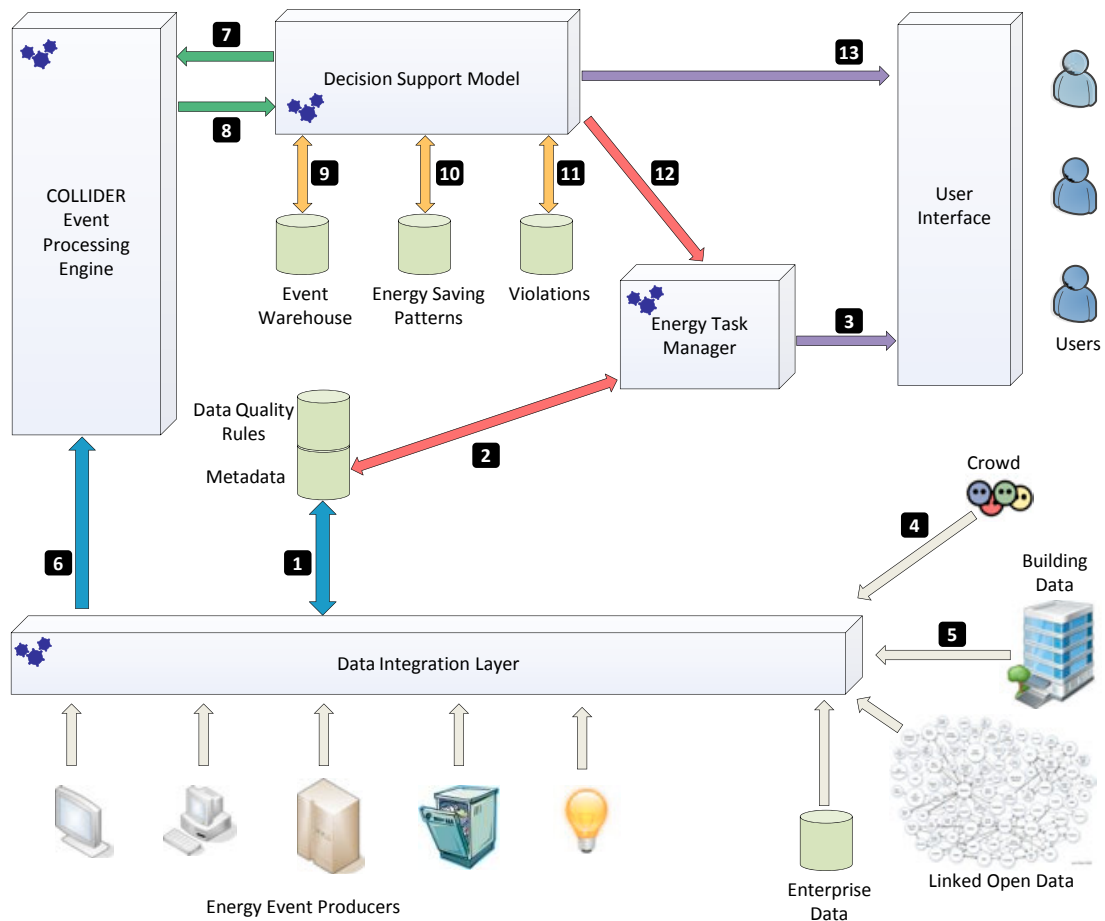 7
13
Decision Support Model
8
9
10
11
12
COLLIDER
Event
Processing
Engine
User
Interface
Event
Warehouse
Energy Saving
Patterns
Violations
Energy Task
Manager
3
Users
Data Quality
Rules
Metadata
2
Crowd
4
6
1
Building
Data
5
Data Integration Layer
Linked Open Data
Enterprise
Data
Energy Event Producers